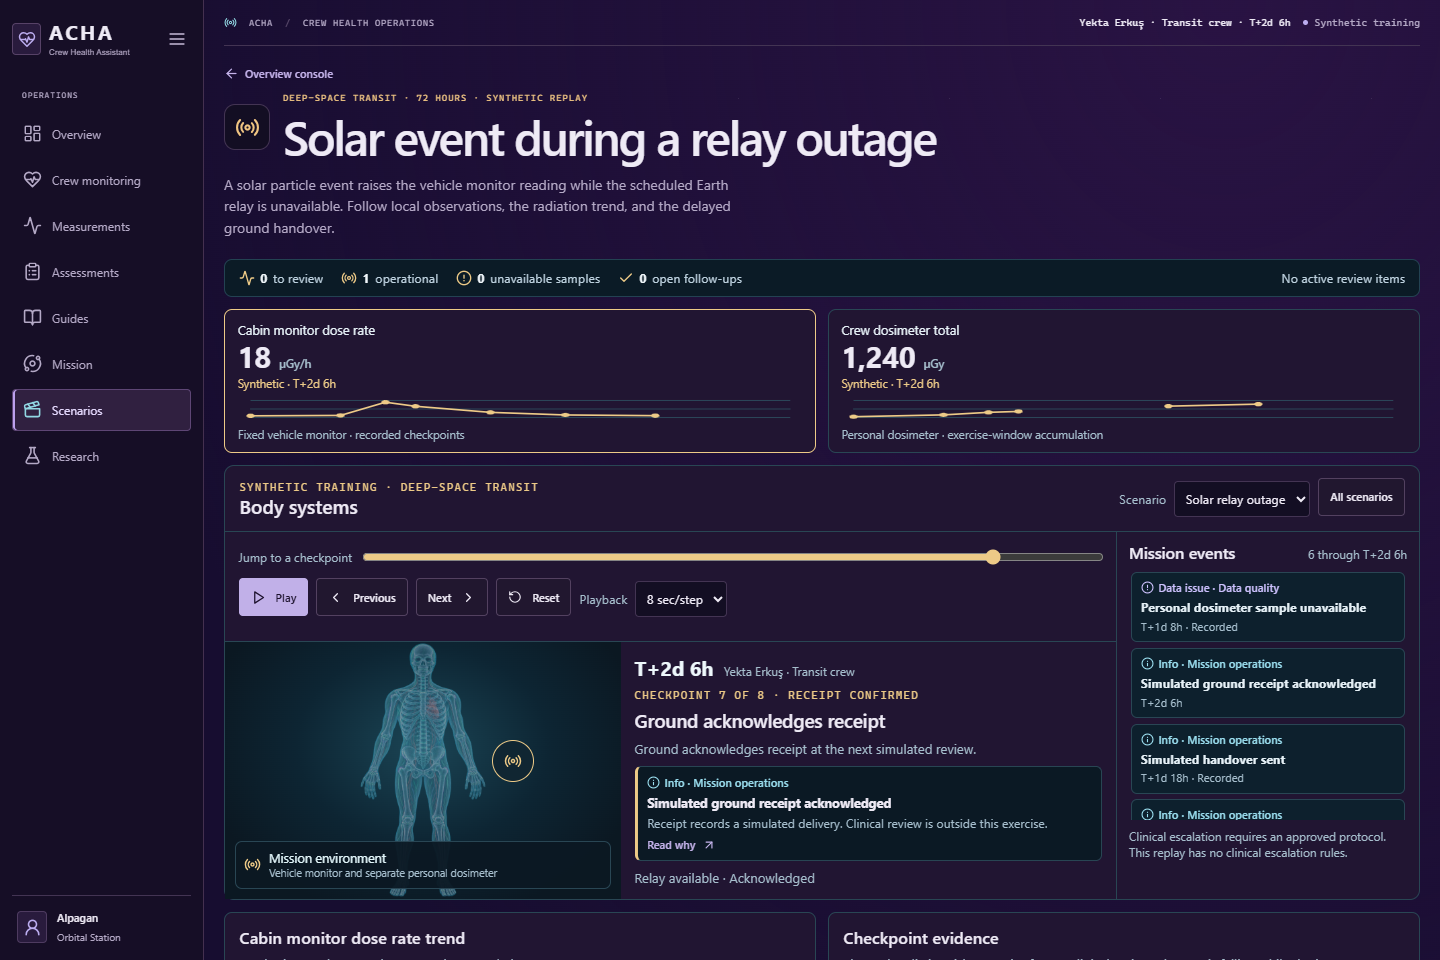 ACHA
Crew Health Assistant
OPERATIONS
Overview
Crew monitoring
Measurements
Assessments
Guides
Mission
Scenarios
Research
Alpagan
Orbital Station
ACHA / CREW HEALTH OPERATIONS
Yekta Erkuş · Transit crew · T+2d 6h
Synthetic training
Overview console
DEEP-SPACE TRANSIT · 72 HOURS · SYNTHETIC REPLAY
Solar event during a relay outage
A solar particle event raises the vehicle monitor reading while the scheduled Earth
relay is unavailable. Follow local observations, the radiation trend, and the delayed
ground handover.
0 to review
1 operational
0 unavailable samples
0 open follow-ups
No active review items
Cabin monitor dose rate
18 µGy/h
Synthetic · T+2d 6h
Fixed vehicle monitor · recorded checkpoints
Crew dosimeter total
1,240 µGy
Synthetic · T+2d 6h
Personal dosimeter · exercise-window accumulation
SYNTHETIC TRAINING · DEEP-SPACE TRANSIT
Body systems
Scenario
Solar relay outage
All scenarios
Jump to a checkpoint
Play
Previous
Next
Reset
Playback
8 sec/step
Mission environment
Vehicle monitor and separate personal dosimeter
T+2d 6h Yekta Erkuş · Transit crew
CHECKPOINT 7 OF 8 · RECEIPT CONFIRMED
Ground acknowledges receipt
Ground acknowledges receipt at the next simulated review.
Info · Mission operations
Simulated ground receipt acknowledged
Receipt records a simulated delivery. Clinical review is outside this exercise.
Read why
Relay available · Acknowledged
Mission events
6 through T+2d 6h
Data issue · Data quality
Personal dosimeter sample unavailable
T+1d 8h · Recorded
Info · Mission operations
Simulated ground receipt acknowledged
T+2d 6h
Info · Mission operations
Simulated handover sent
T+1d 18h · Recorded
Info · Mission operations
Clinical escalation requires an approved protocol.
This replay has no clinical escalation rules.
Cabin monitor dose rate trend
Checkpoint evidence